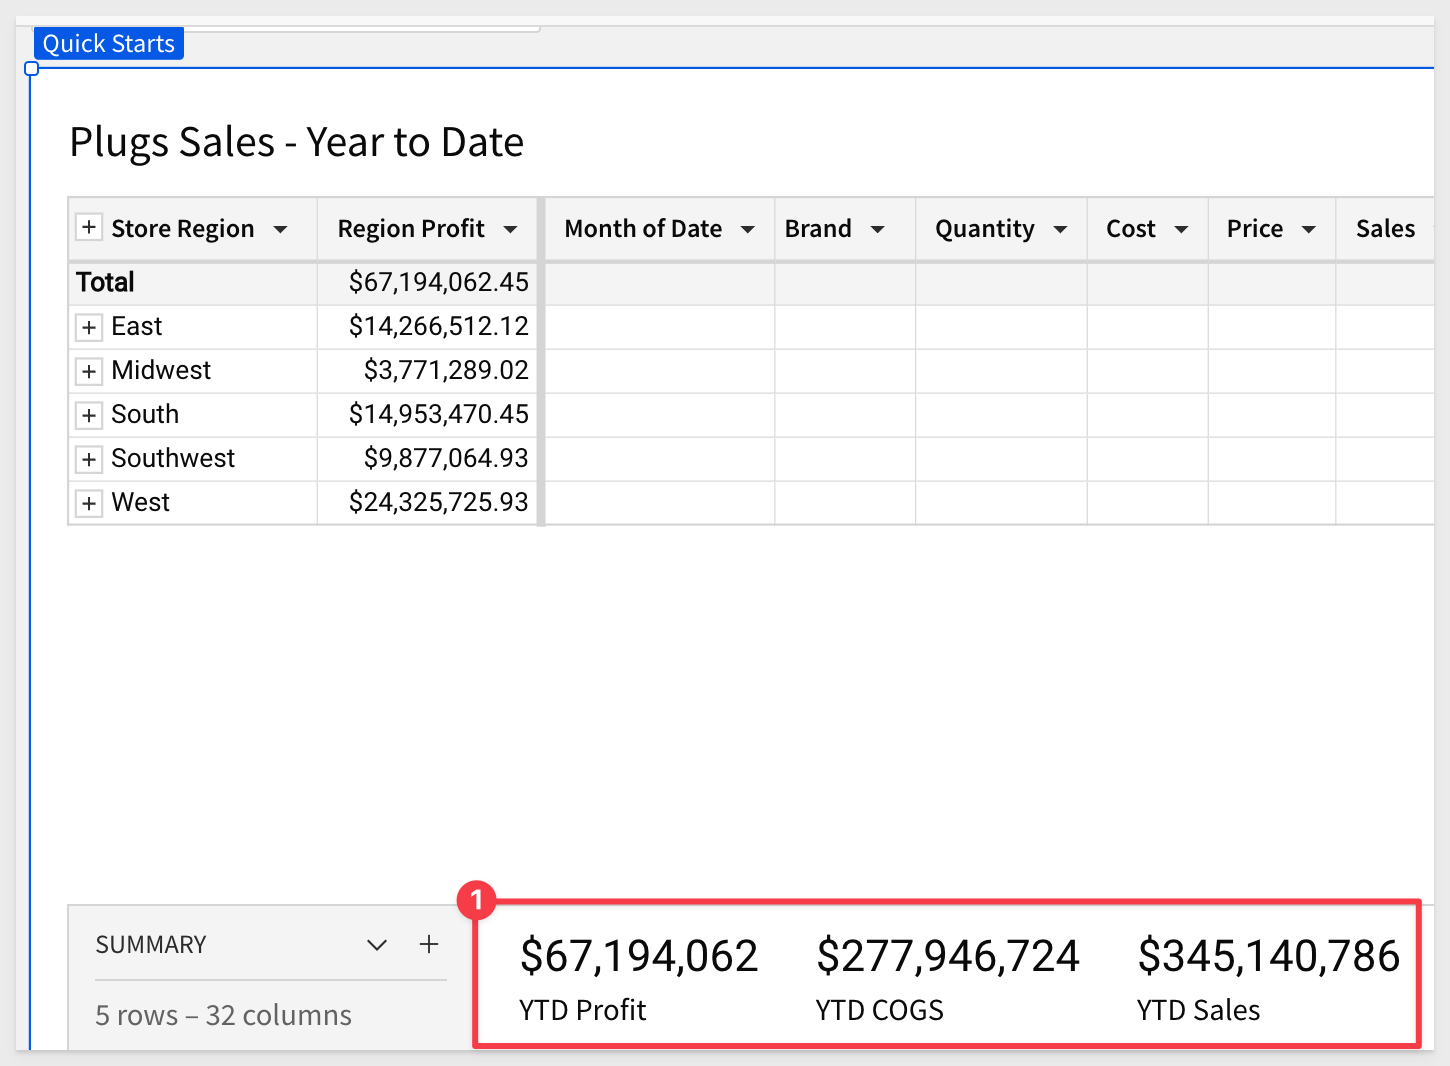 Quick Starts
Plugs Sales - Year to Date
Store Region Region Profit Month of Date Brand Quantity Cost Price Sales
Total $67,194,062.45
East $14,266,512.12
Midwest $3,771,289.02
South $14,953,470.45
Southwest $9,877,064.93
West $24,325,725.93
1
SUMMARY
5 rows – 32 columns
$67,194,062 $277,946,724 $345,140,786
YTD Profit YTD COGS YTD Sales